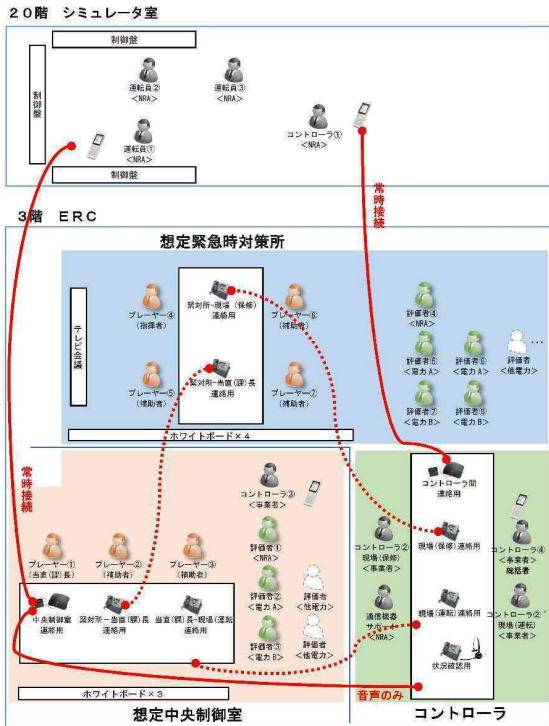 ２０階 シミュレータ室
制御盤
制御盤
運転員②
<NRA>
運転員③
<NRA>
運転員①
<NRA>
コントローラ①
<NRA>
制御盤
常時接続
３階 ＥＲＣ
想定緊急時対策所
テレビ会議
プレーヤー④
(指揮者)
緊対所-現場（保修）
連絡用
プレーヤー⑥
(補助者)
プレーヤー⑤
(補助者)
緊対所-当直(課)長
連絡用
プレーヤー⑦
(補助者)
評価者④
<NRA>
評価者⑤
<電力A>
評価者⑥
<電力A>
評価者
<他電力>
…
評価者⑦
<電力B>
評価者⑧
<電力B>
ホワイトボード×４
常時接続
コントローラ③
<事業者>
プレーヤー①
(当直(課)長)
プレーヤー②
(補助者)
プレーヤー③
(補助者)
評価者①
<NRA>
評価者②
<電力A>
評価者
<他電力>
評価者③
<電力B>
評価者
<他電力>
中央制御室
連絡用
緊対所-当直(課)長
連絡用
当直(課)長-現場(運転)
連絡用
ホワイトボード×３
想定中央制御室
コントローラ間
連絡用
コントローラ②
現場(保修)
<事業者>
現場(保修)連絡用
コントローラ④
<事業者>
総括者
通信機器
サポート
<NRA>
現場(運転)連絡用
コントローラ②'
現場(運転)
<事業者>
状況確認用
音声のみ
コントローラ